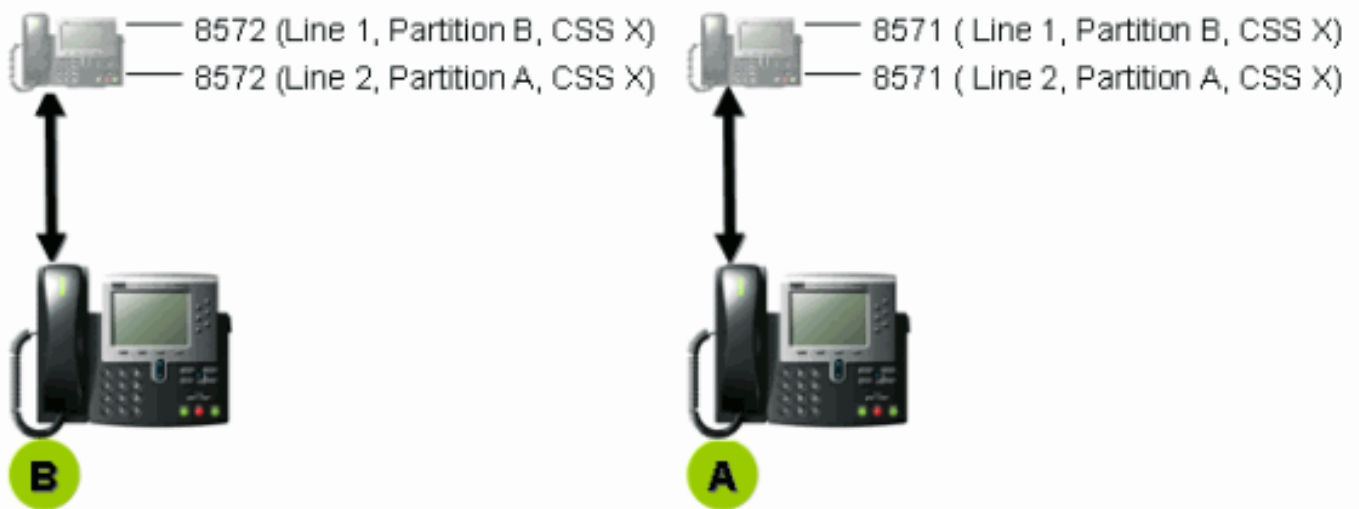 8572 (Line 1, Partition B, CSS X)
8572 (Line 2, Partition A, CSS X)
8571 ( Line 1, Partition B, CSS X)
8571 ( Line 2, Partition A, CSS X)
B
A